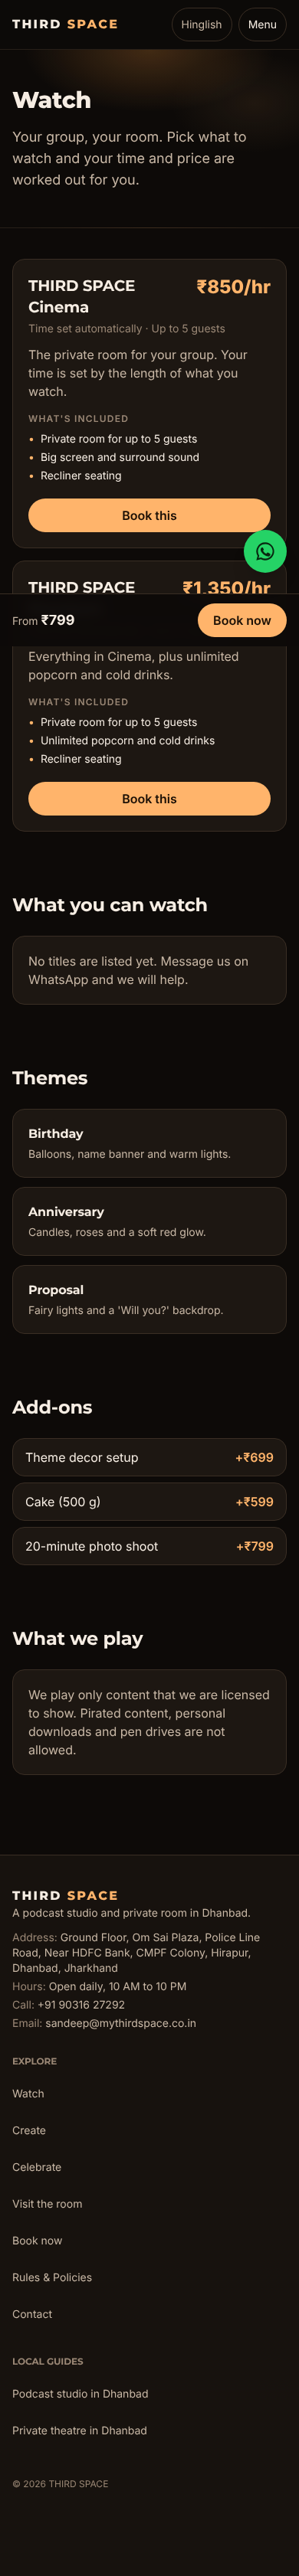 THIRD SPACE
Hinglish
Menu
Watch
Your group, your room. Pick what to
watch and your time and price are
worked out for you.
THIRD SPACE
Cinema
₹850/hr
Time set automatically · Up to 5 guests
The private room for your group. Your
time is set by the length of what you
watch.
WHAT'S INCLUDED
• Private room for up to 5 guests
• Big screen and surround sound
• Recliner seating
Book this
THIRD SPACE
₹1,350/hr
From ₹799
Book now
Everything in Cinema, plus unlimited
popcorn and cold drinks.
WHAT'S INCLUDED
• Private room for up to 5 guests
• Unlimited popcorn and cold drinks
• Recliner seating
Book this
What you can watch
No titles are listed yet. Message us on
WhatsApp and we will help.
Themes
Birthday
Balloons, name banner and warm lights.
Anniversary
Candles, roses and a soft red glow.
Proposal
Fairy lights and a 'Will you?' backdrop.
Add-ons
Theme decor setup
+₹699
Cake (500 g)
+₹599
20-minute photo shoot
+₹799
What we play
We play only content that we are licensed
to show. Pirated content, personal
downloads and pen drives are not
allowed.
THIRD SPACE
A podcast studio and private room in Dhanbad.
Address: Ground Floor, Om Sai Plaza, Police Line
Road, Near HDFC Bank, CMPF Colony, Hirapur,
Dhanbad, Jharkhand
Hours: Open daily, 10 AM to 10 PM
Call: +91 90316 27292
Email: sandeep@mythirdspace.co.in
EXPLORE
Watch
Create
Celebrate
Visit the room
Book now
Rules & Policies
Contact
LOCAL GUIDES
Podcast studio in Dhanbad
Private theatre in Dhanbad
© 2026 THIRD SPACE